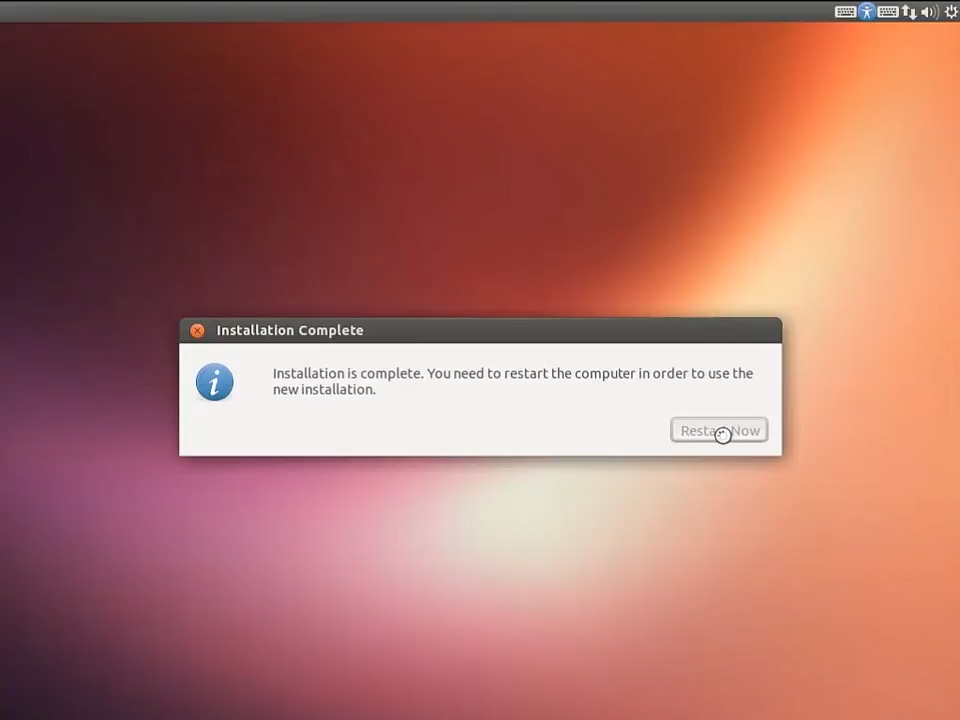 Installation Complete
Installation is complete. You need to restart the computer in order to use the
new installation.
Restart Now